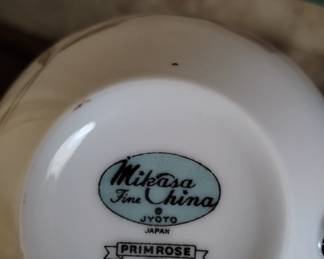 Mikasa
Fine China
®
JYOTO
JAPAN
PRIMROSE